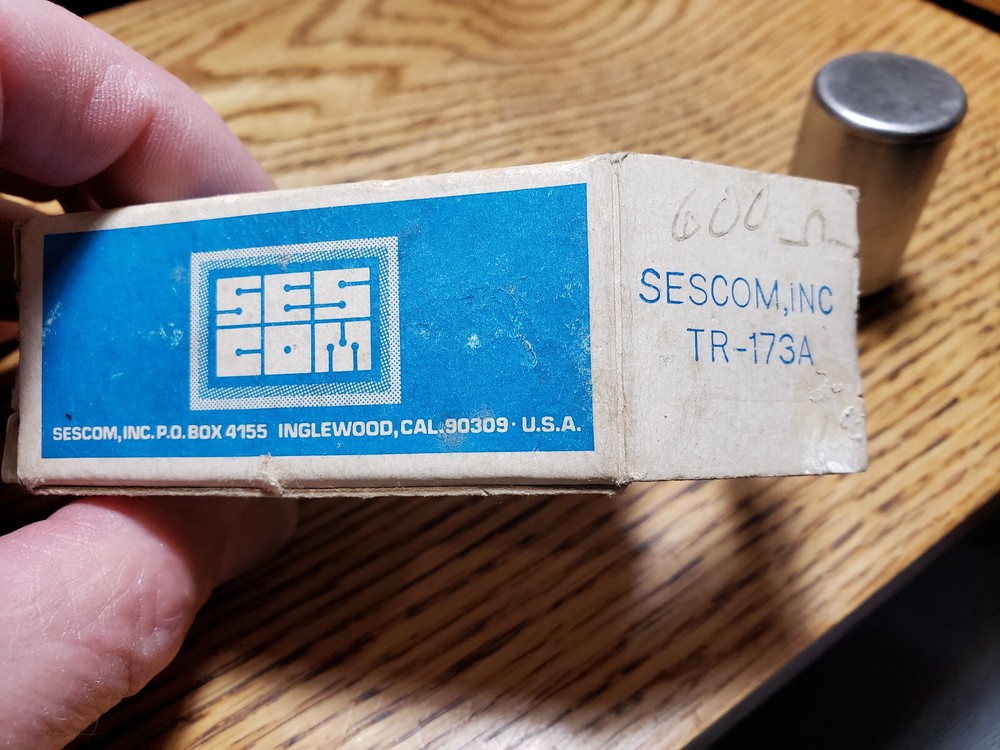 SES
COM
SESCOM, INC. P.O. BOX 4155 INGLEWOOD, CAL. 90309 · U.S.A.
600 Ω
SESCOM, INC
TR-173A